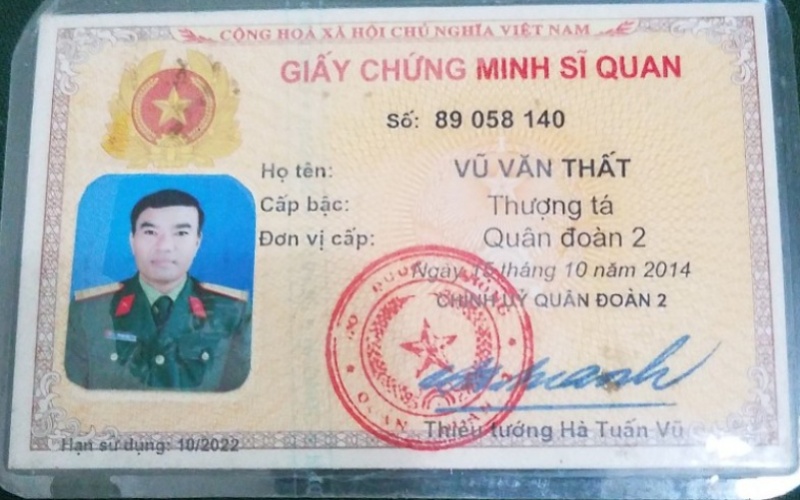 CỘNG HOÀ XÃ HỘI CHỦ NGHĨA VIỆT NAM
GIẤY CHỨNG MINH SĨ QUAN
Số: 89 058 140
Họ tên: VŨ VĂN THẤT
Cấp bậc: Thượng tá
Đơn vị cấp: Quân đoàn 2
Ngày 15 tháng 10 năm 2014
CHÍNH UỶ QUÂN ĐOÀN 2
Thiếu tướng Hà Tuấn Vũ
Hạn sử dụng: 10/2022